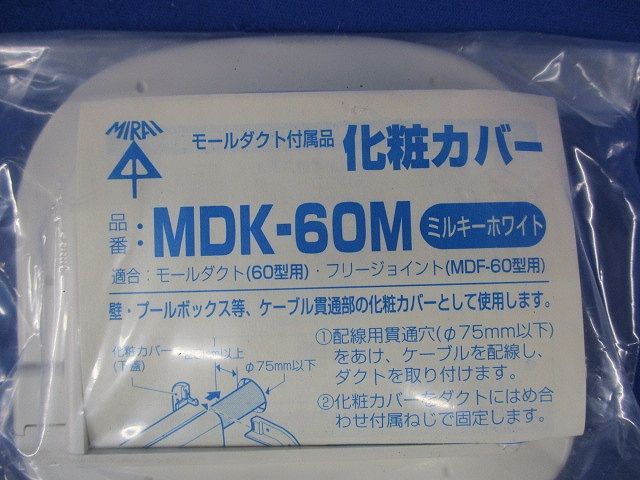 MIRAI
モールダクト付属品 化粧カバー
品番: MDK-60M ミルキーホワイト
適合:モールダクト(60型用)・フリージョイント(MDF-60型用)
壁・プールボックス等、ケーブル貫通部の化粧カバーとして使用します。
化粧カバー
(下蓋)
以上
φ75mm以下
①配線用貫通穴(φ75mm以下)
をあけ、ケーブルを配線し、
ダクトを取り付けます。
②化粧カバーをダクトにはめ合
わせ付属ねじで固定します。